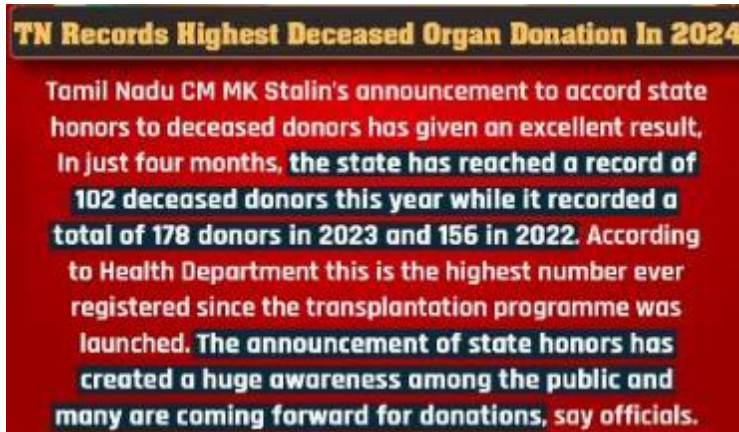 TN Records Highest Deceased Organ Donation In 2024
Tamil Nadu CM MK Stalin's announcement to accord state
honors to deceased donors has given an excellent result,
In just four months, the state has reached a record of
102 deceased donors this year while it recorded a
total of 178 donors in 2023 and 156 in 2022. According
to Health Department this is the highest number ever
registered since the transplantation programme was
launched. The announcement of state honors has
created a huge awareness among the public and
many are coming forward for donations, say officials.